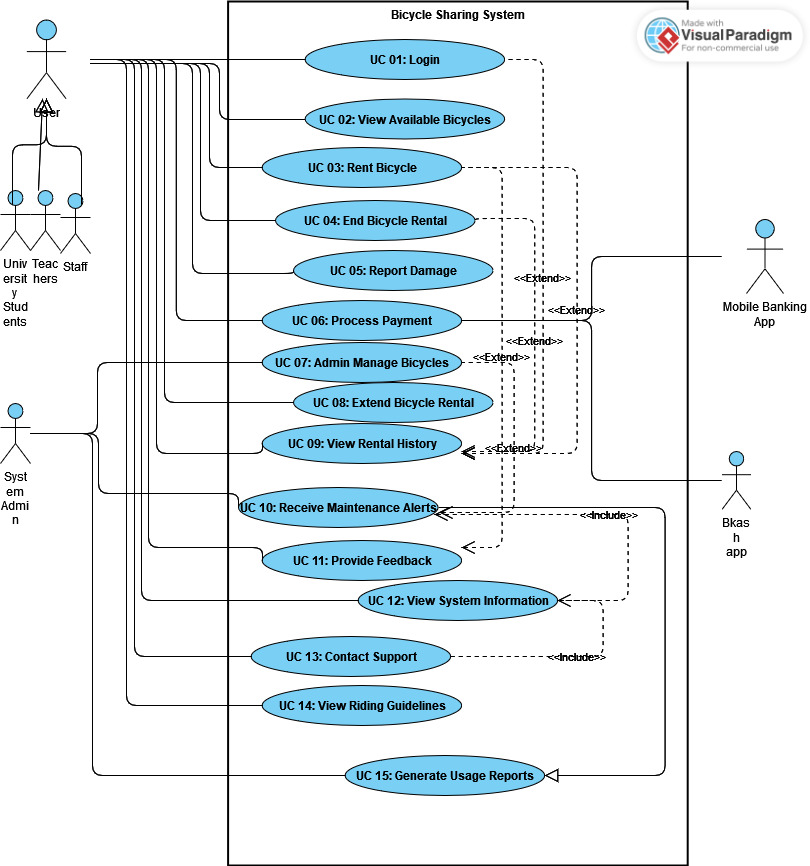 Bicycle Sharing System
Made with
VisualParadigm
For non-commercial use
User
Univ
ersit
y
Stud
ents
Teac
hers
Staff
UC 01: Login
UC 02: View Available Bicycles
UC 03: Rent Bicycle
UC 04: End Bicycle Rental
UC 05: Report Damage
<<Extend>>
Mobile Banking
App
<<Extend>>
UC 06: Process Payment
<<Extend>>
<<Extend>>
UC 07: Admin Manage Bicycles
UC 08: Extend Bicycle Rental
UC 09: View Rental History
<<Extend>>
Syst
em
Admi
n
UC 10: Receive Maintenance Alerts
<<Include>>
Bkas
h
app
UC 11: Provide Feedback
UC 12: View System Information
UC 13: Contact Support
<<Include>>
UC 14: View Riding Guidelines
UC 15: Generate Usage Reports